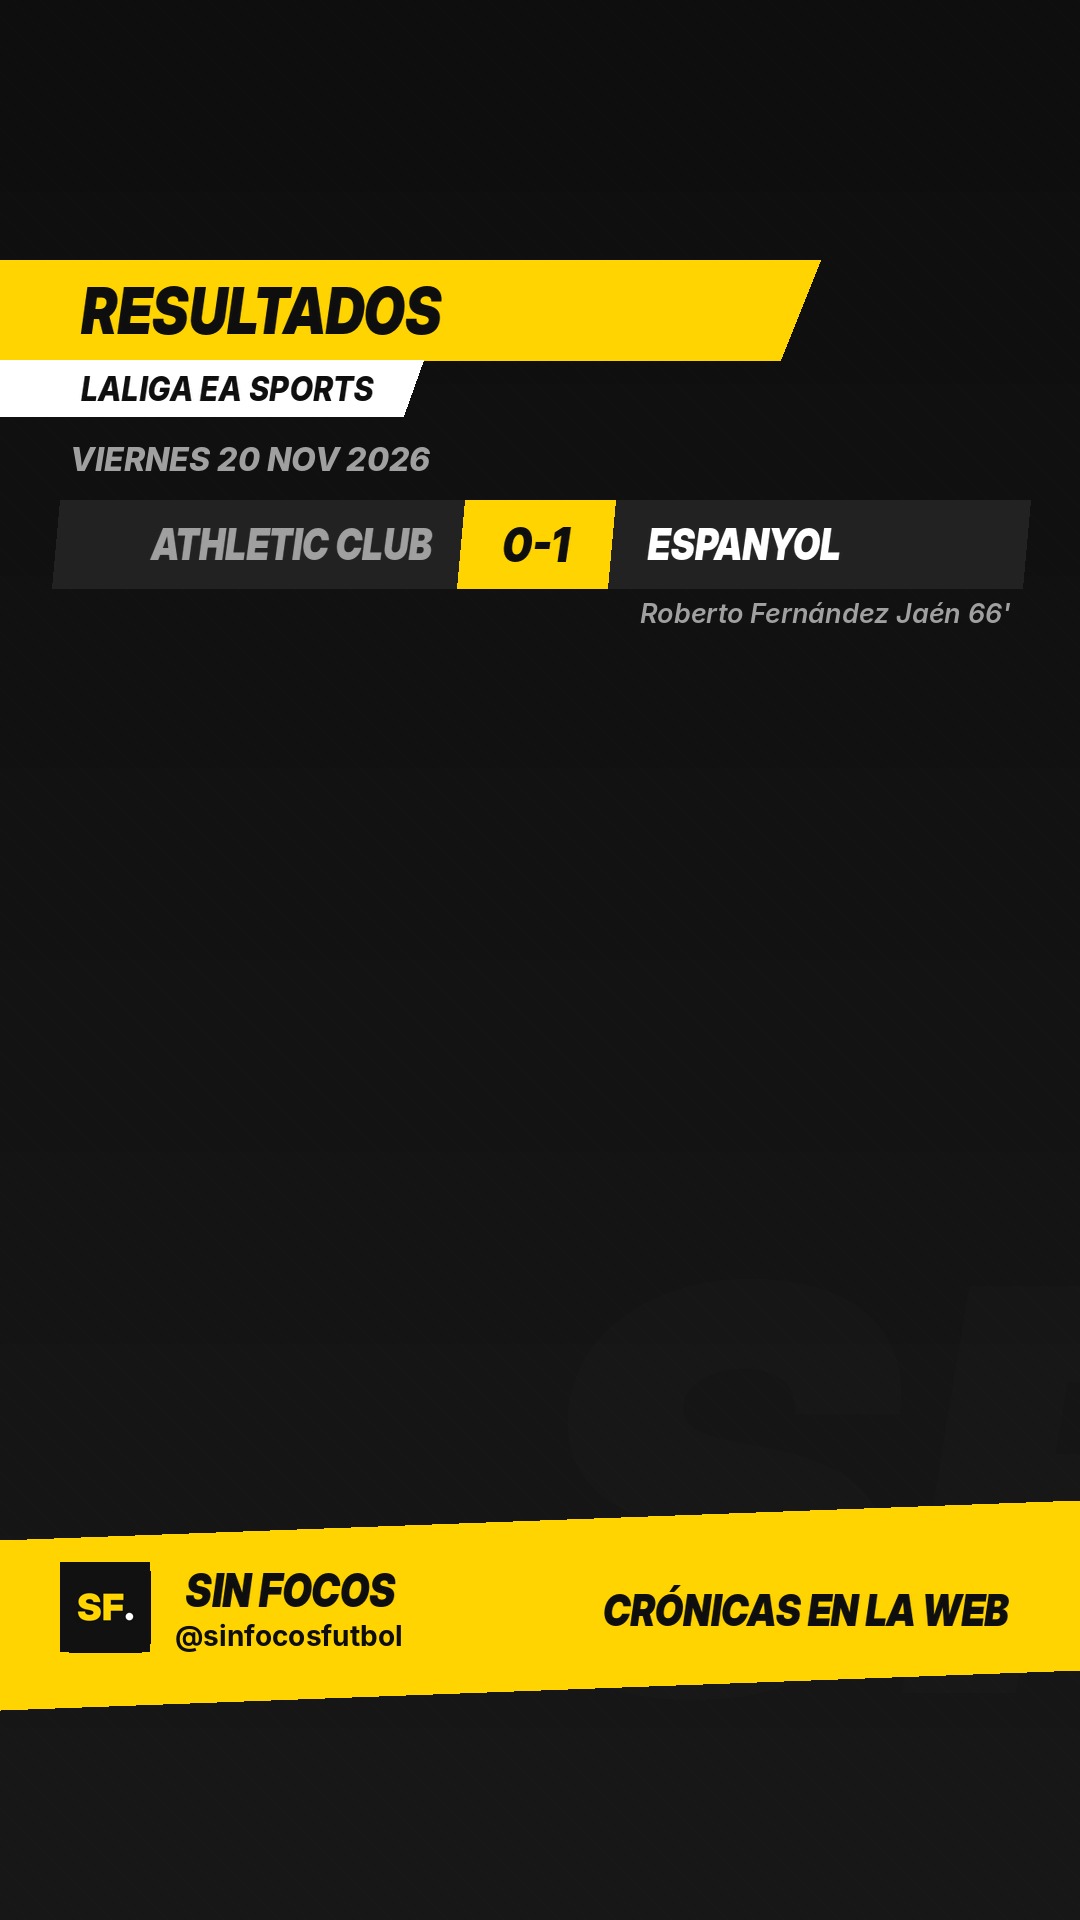 RESULTADOS
LALIGA EA SPORTS
VIERNES 20 NOV 2026
ATHLETIC CLUB 0-1 ESPANYOL
Roberto Fernández Jaén 66'
SF
SF.
SIN FOCOS
@sinfocosfutbol
CRÓNICAS EN LA WEB